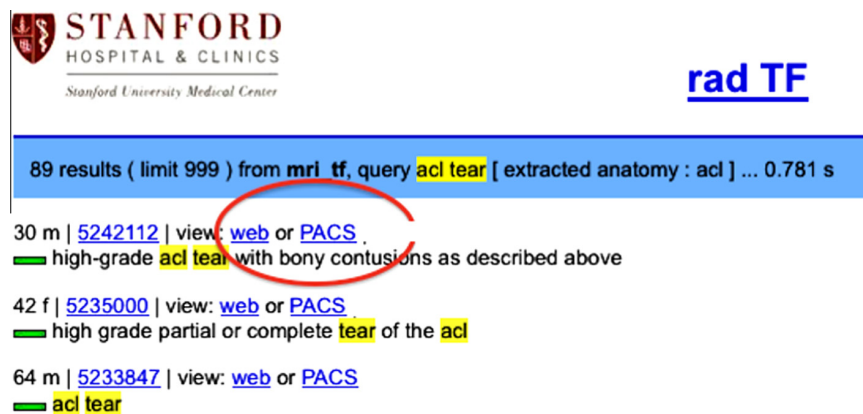 STANFORD
HOSPITAL & CLINICS
Stanford University Medical Center
rad TF
89 results ( limit 999 ) from mri_tf, query acl tear [ extracted anatomy : acl ] ... 0.781 s
30 m | 5242112 | view: web or PACS
high-grade acl tear with bony contusions as described above
42 f | 5235000 | view: web or PACS
high grade partial or complete tear of the acl
64 m | 5233847 | view: web or PACS
acl tear